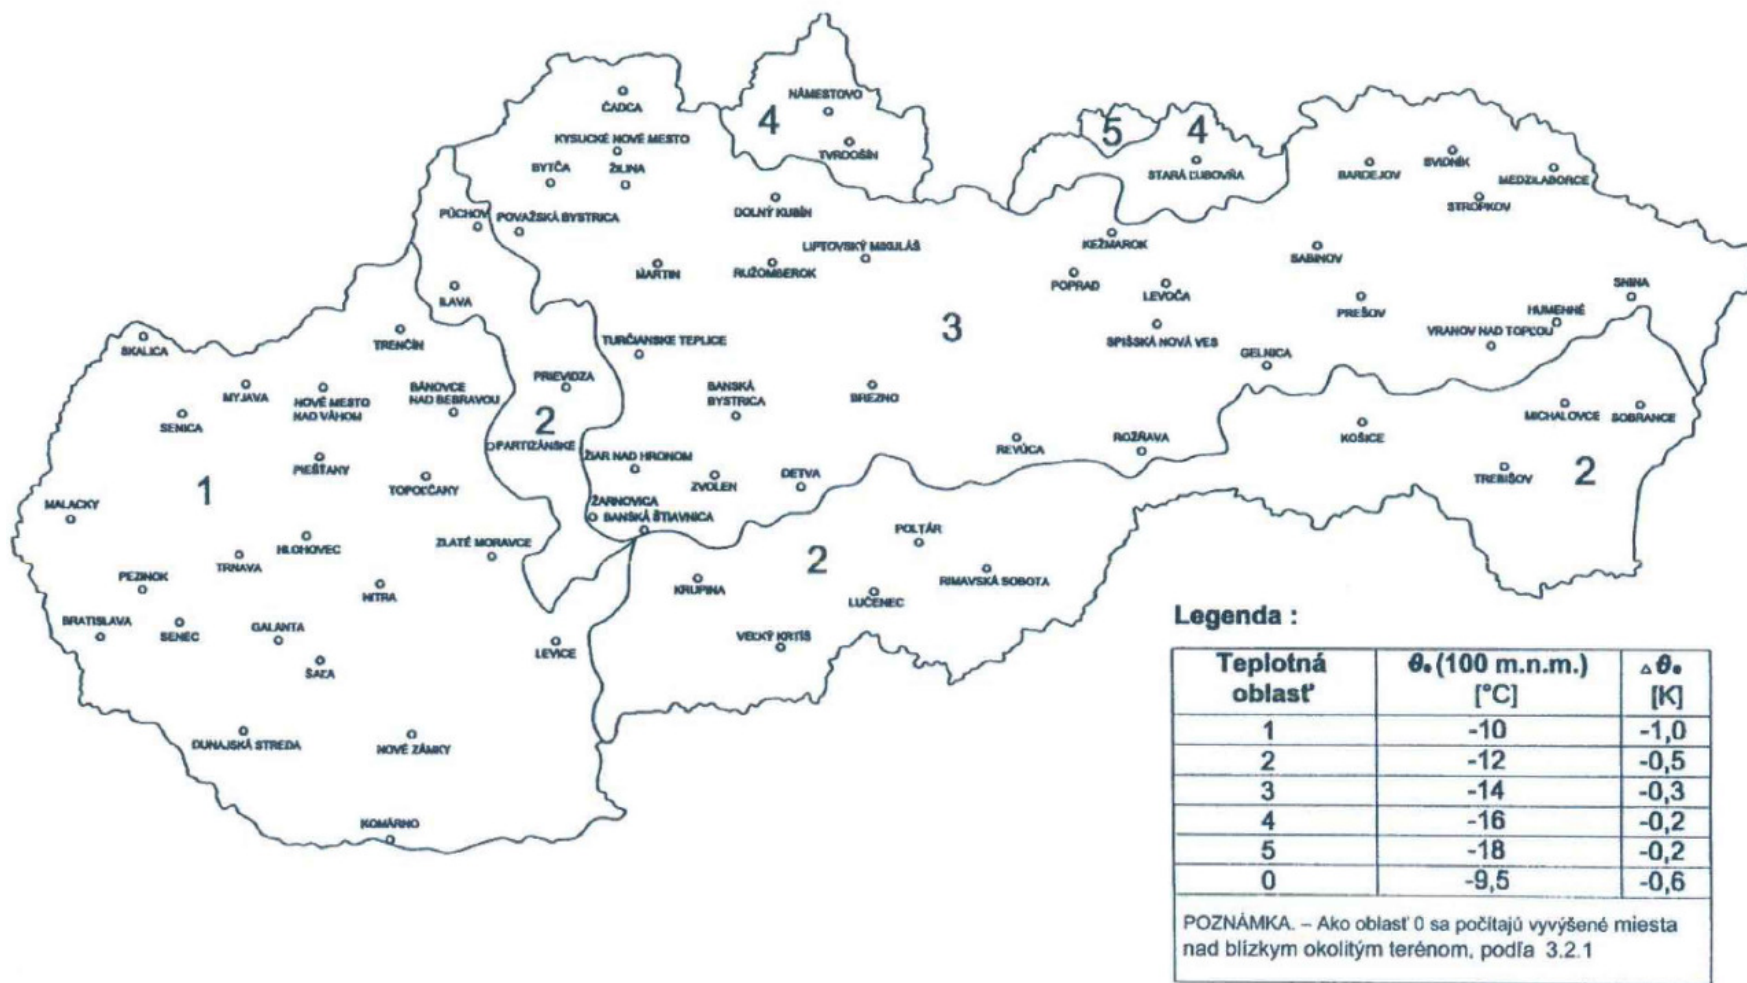 ČADCA
4
NÁMESTOVO
TVRDOŠÍN
5
4
STARÁ ĽUBOVŇA
KYSUCKÉ NOVÉ MESTO
BYTČA
ŽILINA
BARDEJOV
SVIDNÍK
MEDZILABORCE
STROPKOV
PÚCHOV
POVAŽSKÁ BYSTRICA
DOLNÝ KUBÍN
LIPTOVSKÝ MIKULÁŠ
KEŽMAROK
SABINOV
MARTIN
RUŽOMBEROK
POPRAD
LEVOČA
ILAVA
PREŠOV
SNINA
HUMENNÉ
VRANOV NAD TOPĽOU
SKALICA
TRENČÍN
TURČIANSKE TEPLICE
3
SPIŠSKÁ NOVÁ VES
GELNICA
MYJAVA
NOVÉ MESTO
NAD VÁHOM
BÁNOVCE
NAD BEBRAVOU
PRIEVIDZA
BANSKÁ
BYSTRICA
BREZNO
MICHALOVCE
SOBRANCE
SENICA
2
PARTIZÁNSKE
KOŠICE
REVÚCA
ROŽŇAVA
PIEŠŤANY
TOPOĽČANY
ŽIAR NAD HRONOM
ZVOLEN
DETVA
TREBIŠOV
2
1
MALACKY
ŽARNOVICA
BANSKÁ ŠTIAVNICA
POLTÁR
HLOHOVEC
ZLATÉ MORAVCE
TRNAVA
2
PEZINOK
NITRA
KRUPINA
RIMAVSKÁ SOBOTA
LUČENEC
BRATISLAVA
SENEC
GALANTA
ŠAĽA
LEVICE
VEĽKÝ KRTÍŠ
DUNAJSKÁ STREDA
NOVÉ ZÁMKY
KOMÁRNO
Legenda :
Teplotná oblasť θe (100 m.n.m.) [°C] △θe [K]
1 -10 -1,0
2 -12 -0,5
3 -14 -0,3
4 -16 -0,2
5 -18 -0,2
0 -9,5 -0,6
POZNÁMKA. – Ako oblasť 0 sa počítajú vyvýšené miesta
nad blízkym okolitým terénom, podľa 3.2.1